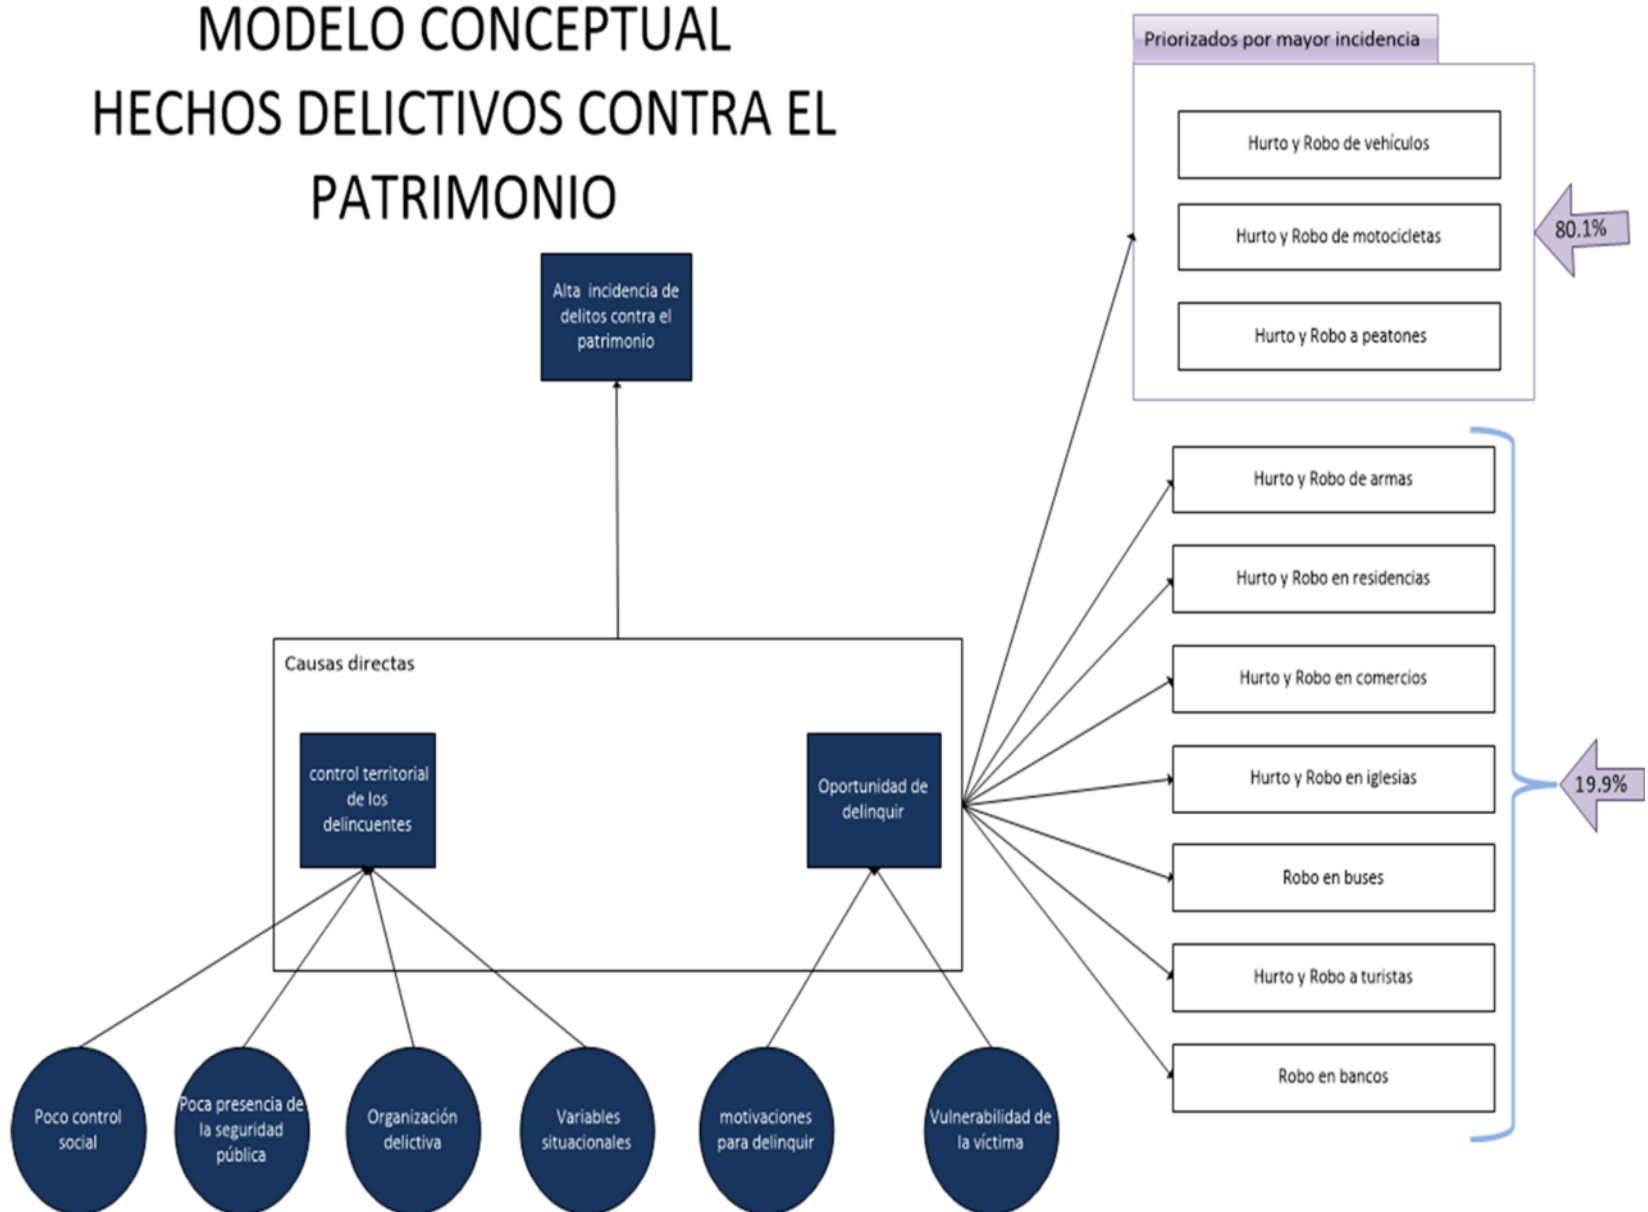 MODELO CONCEPTUAL
HECHOS DELICTIVOS CONTRA EL
PATRIMONIO
Priorizados por mayor incidencia
Hurto y Robo de vehículos
Hurto y Robo de motocicletas
Hurto y Robo a peatones
80.1%
Alta incidencia de
delitos contra el
patrimonio
Hurto y Robo de armas
Hurto y Robo en residencias
Hurto y Robo en comercios
Hurto y Robo en iglesias
Robo en buses
Hurto y Robo a turistas
Robo en bancos
19.9%
Causas directas
control territorial
de los
delincuentes
Oportunidad de
delinquir
Poco control
social
Poca presencia de
la seguridad
pública
Organización
delictiva
Variables
situacionales
motivaciones
para delinquir
Vulnerabilidad de
la víctima